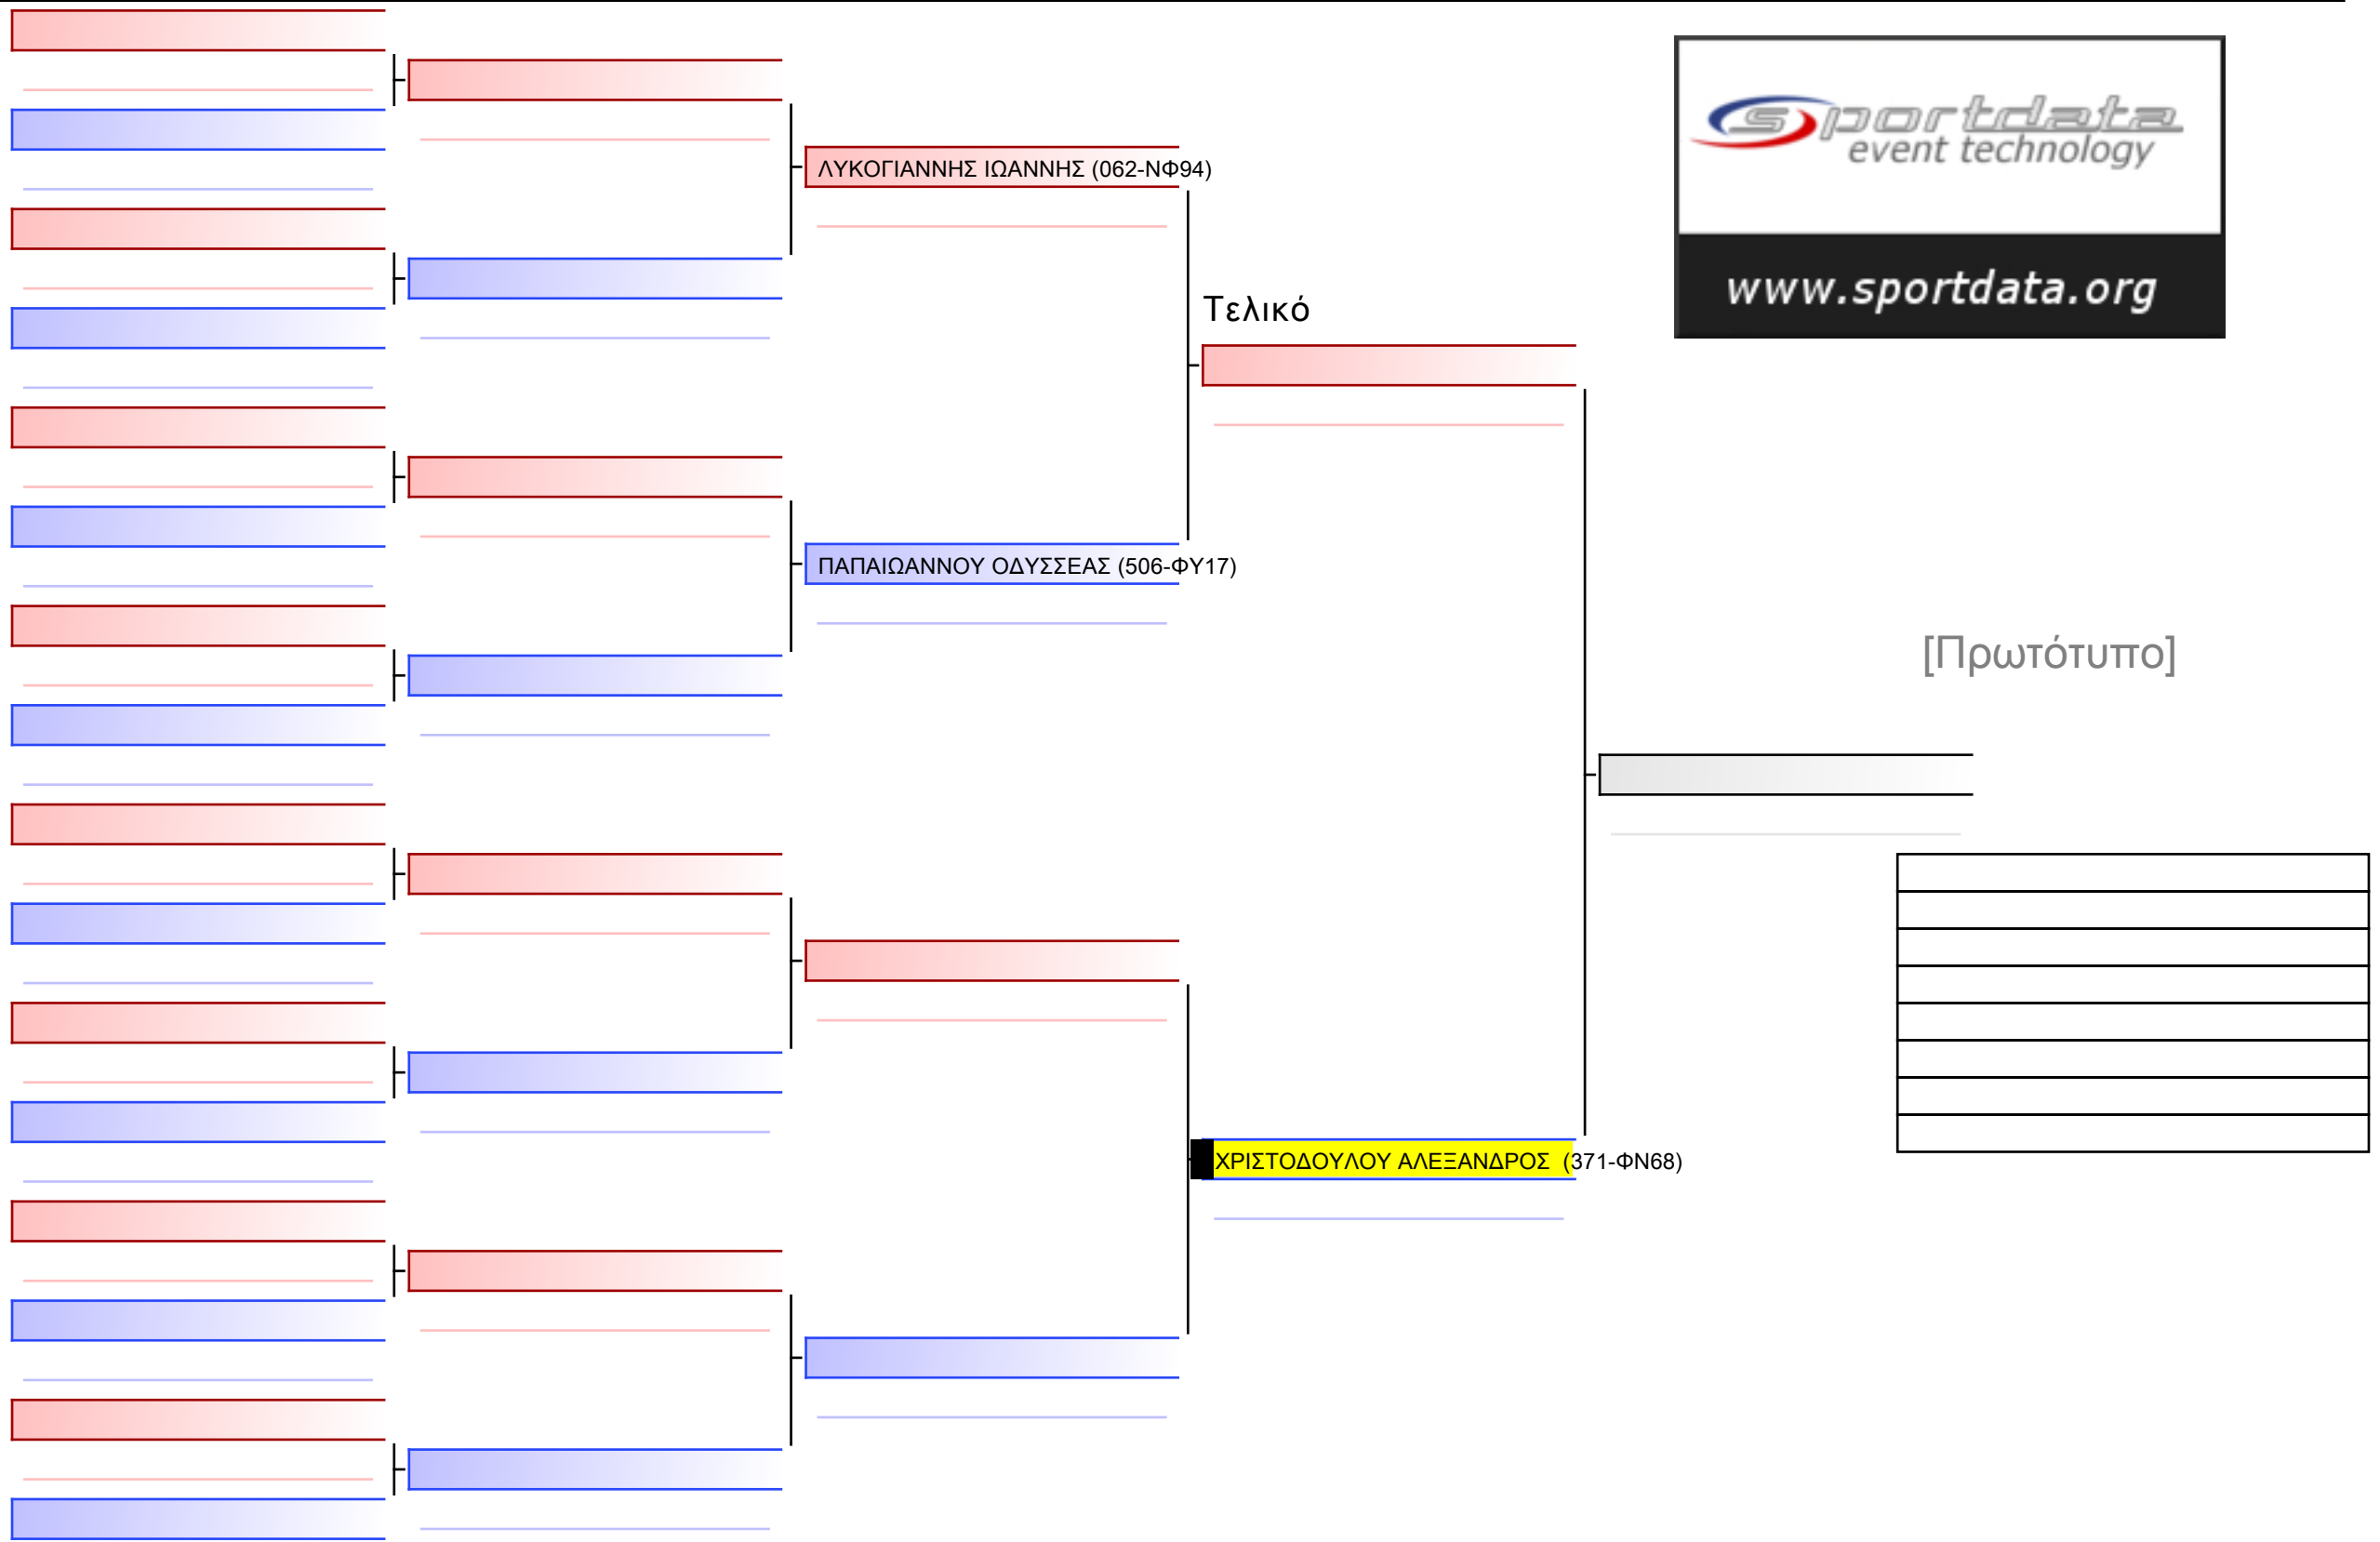 sportdata
event technology
www.sportdata.org
ΛΥΚΟΓΙΑΝΝΗΣ ΙΩΑΝΝΗΣ (062-ΝΦ94)
Τελικό
ΠΑΠΑΙΩΑΝΝΟΥ ΟΔΥΣΣΕΑΣ (506-ΦΥ17)
[Πρωτότυπο]
ΧΡΙΣΤΟΔΟΥΛΟΥ ΑΛΕΞΑΝΔΡΟΣ (371-ΦΝ68)